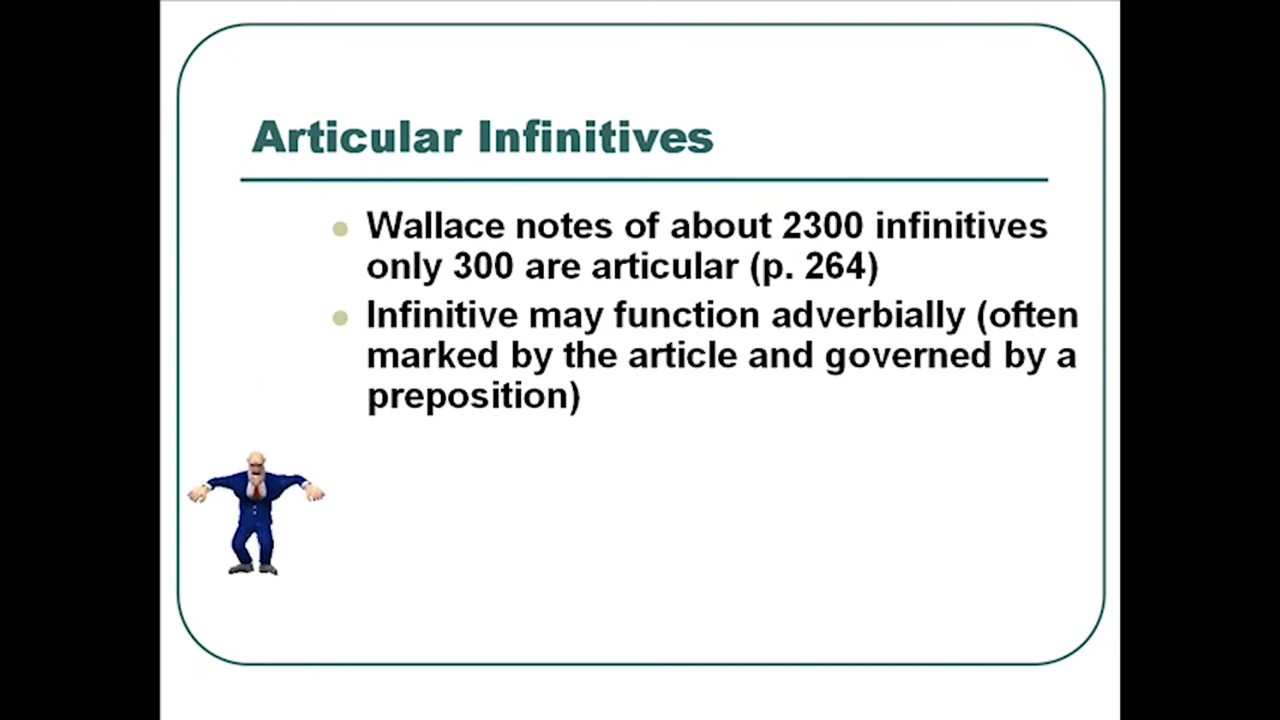 Articular Infinitives
Wallace notes of about 2300 infinitives
only 300 are articular (p. 264)
Infinitive may function adverbially (often
marked by the article and governed by a
preposition)